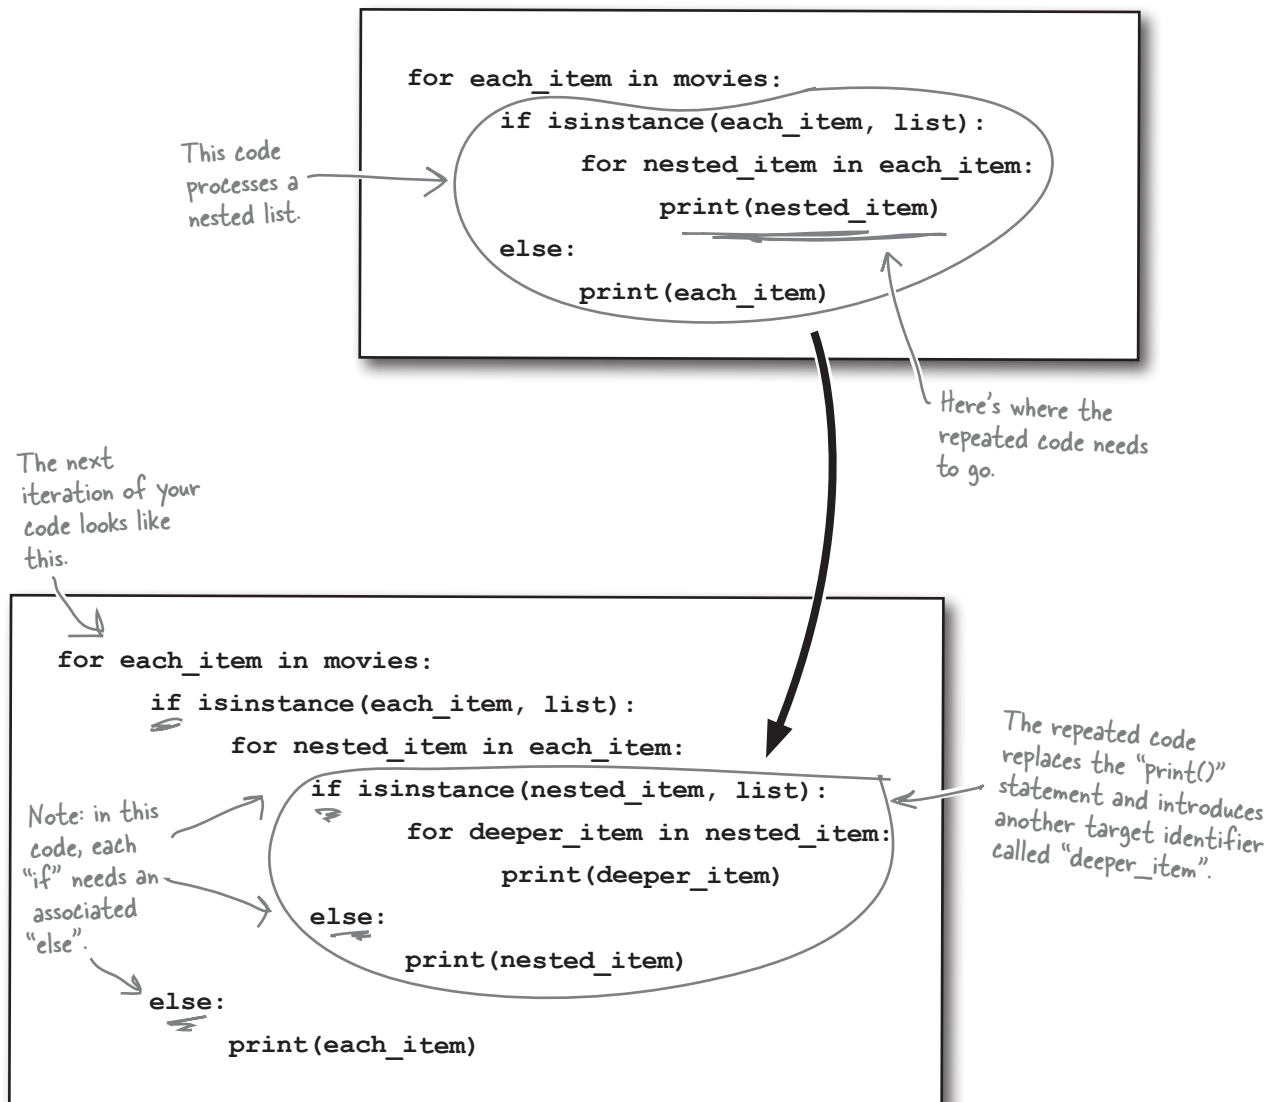 for each_item in movies:
if isinstance(each_item, list):
for nested_item in each_item:
print(nested_item)
else:
print(each_item)
This code
processes a
nested list.
Here's where the
repeated code needs
to go.
The next
iteration of your
code looks like
this.
for each_item in movies:
if isinstance(each_item, list):
for nested_item in each_item:
if isinstance(nested_item, list):
for deeper_item in nested_item:
print(deeper_item)
else:
print(nested_item)
else:
print(each_item)
Note: in this
code, each
“if” needs an
associated
“else”.
The repeated code
replaces the “print()”
statement and introduces
another target identifier
called “deeper_item”.